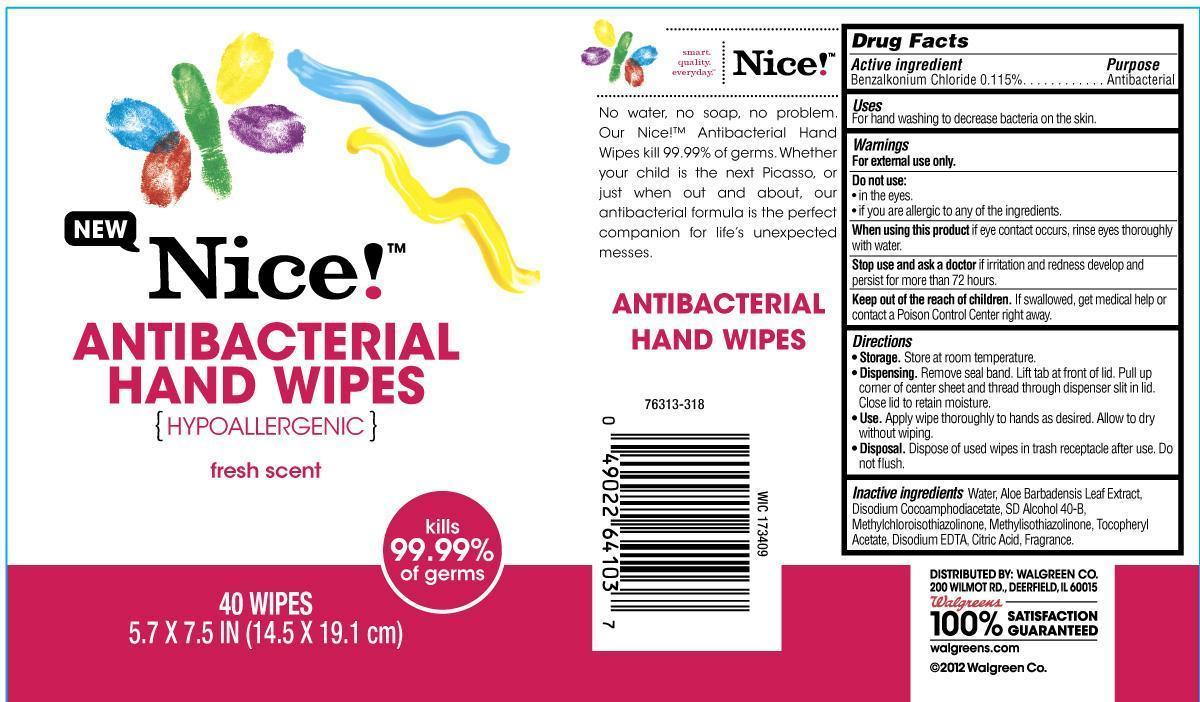 NEW
Nice!™
ANTIBACTERIAL
HAND WIPES
{HYPOALLERGENIC}
fresh scent
kills
99.99%
of germs
40 WIPES
5.7 X 7.5 IN (14.5 X 19.1 cm)
smart.
quality.
everyday.™
Nice!™
No water, no soap, no problem.
Our Nice!™ Antibacterial Hand
Wipes kill 99.99% of germs. Whether
your child is the next Picasso, or
just when out and about, our
antibacterial formula is the perfect
companion for life's unexpected
messes.
ANTIBACTERIAL
HAND WIPES
76313-318
0 49022 64103 7
WIC 173409
Drug Facts
Active ingredient Purpose
Benzalkonium Chloride 0.115%. . . . . . . . . . . . Antibacterial
Uses
For hand washing to decrease bacteria on the skin.
Warnings
For external use only.
Do not use:
• in the eyes.
• if you are allergic to any of the ingredients.
When using this product if eye contact occurs, rinse eyes thoroughly
with water.
Stop use and ask a doctor if irritation and redness develop and
persist for more than 72 hours.
Keep out of the reach of children. If swallowed, get medical help or
contact a Poison Control Center right away.
Directions
• Storage. Store at room temperature.
• Dispensing. Remove seal band. Lift tab at front of lid. Pull up
corner of center sheet and thread through dispenser slit in lid.
Close lid to retain moisture.
• Use. Apply wipe thoroughly to hands as desired. Allow to dry
without wiping.
• Disposal. Dispose of used wipes in trash receptacle after use. Do
not flush.
Inactive ingredients Water, Aloe Barbadensis Leaf Extract,
Disodium Cocoamphodiacetate, SD Alcohol 40-B,
Methylchloroisothiazolinone, Methylisothiazolinone, Tocopheryl
Acetate, Disodium EDTA, Citric Acid, Fragrance.
DISTRIBUTED BY: WALGREEN CO.
200 WILMOT RD., DEERFIELD, IL 60015
Walgreens
100% SATISFACTION
GUARANTEED
walgreens.com
©2012 Walgreen Co.